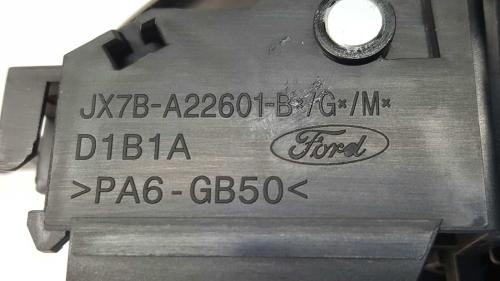 JX7B-A22601-B*/G*/M*
D1B1A Ford
>PA6-GB50<